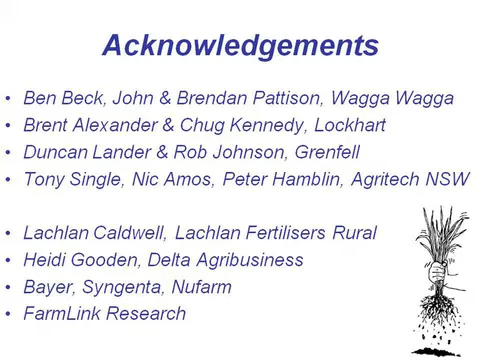 Acknowledgements
• Ben Beck, John & Brendan Pattison, Wagga Wagga
• Brent Alexander & Chug Kennedy, Lockhart
• Duncan Lander & Rob Johnson, Grenfell
• Tony Single, Nic Amos, Peter Hamblin, Agritech NSW
• Lachlan Caldwell, Lachlan Fertilisers Rural
• Heidi Gooden, Delta Agribusiness
• Bayer, Syngenta, Nufarm
• FarmLink Research